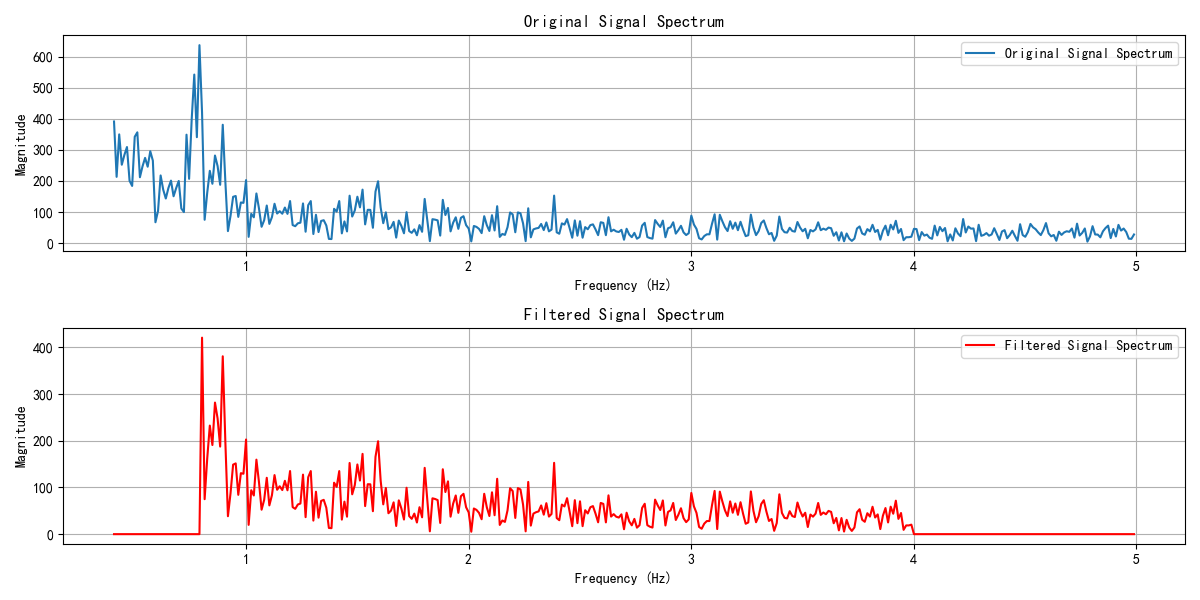 Original Signal Spectrum
Original Signal Spectrum
600
500
400
300
200
100
0
Magnitude
1
2
3
4
5
Frequency (Hz)
Filtered Signal Spectrum
Filtered Signal Spectrum
400
300
200
100
0
Magnitude
1
2
3
4
5
Frequency (Hz)